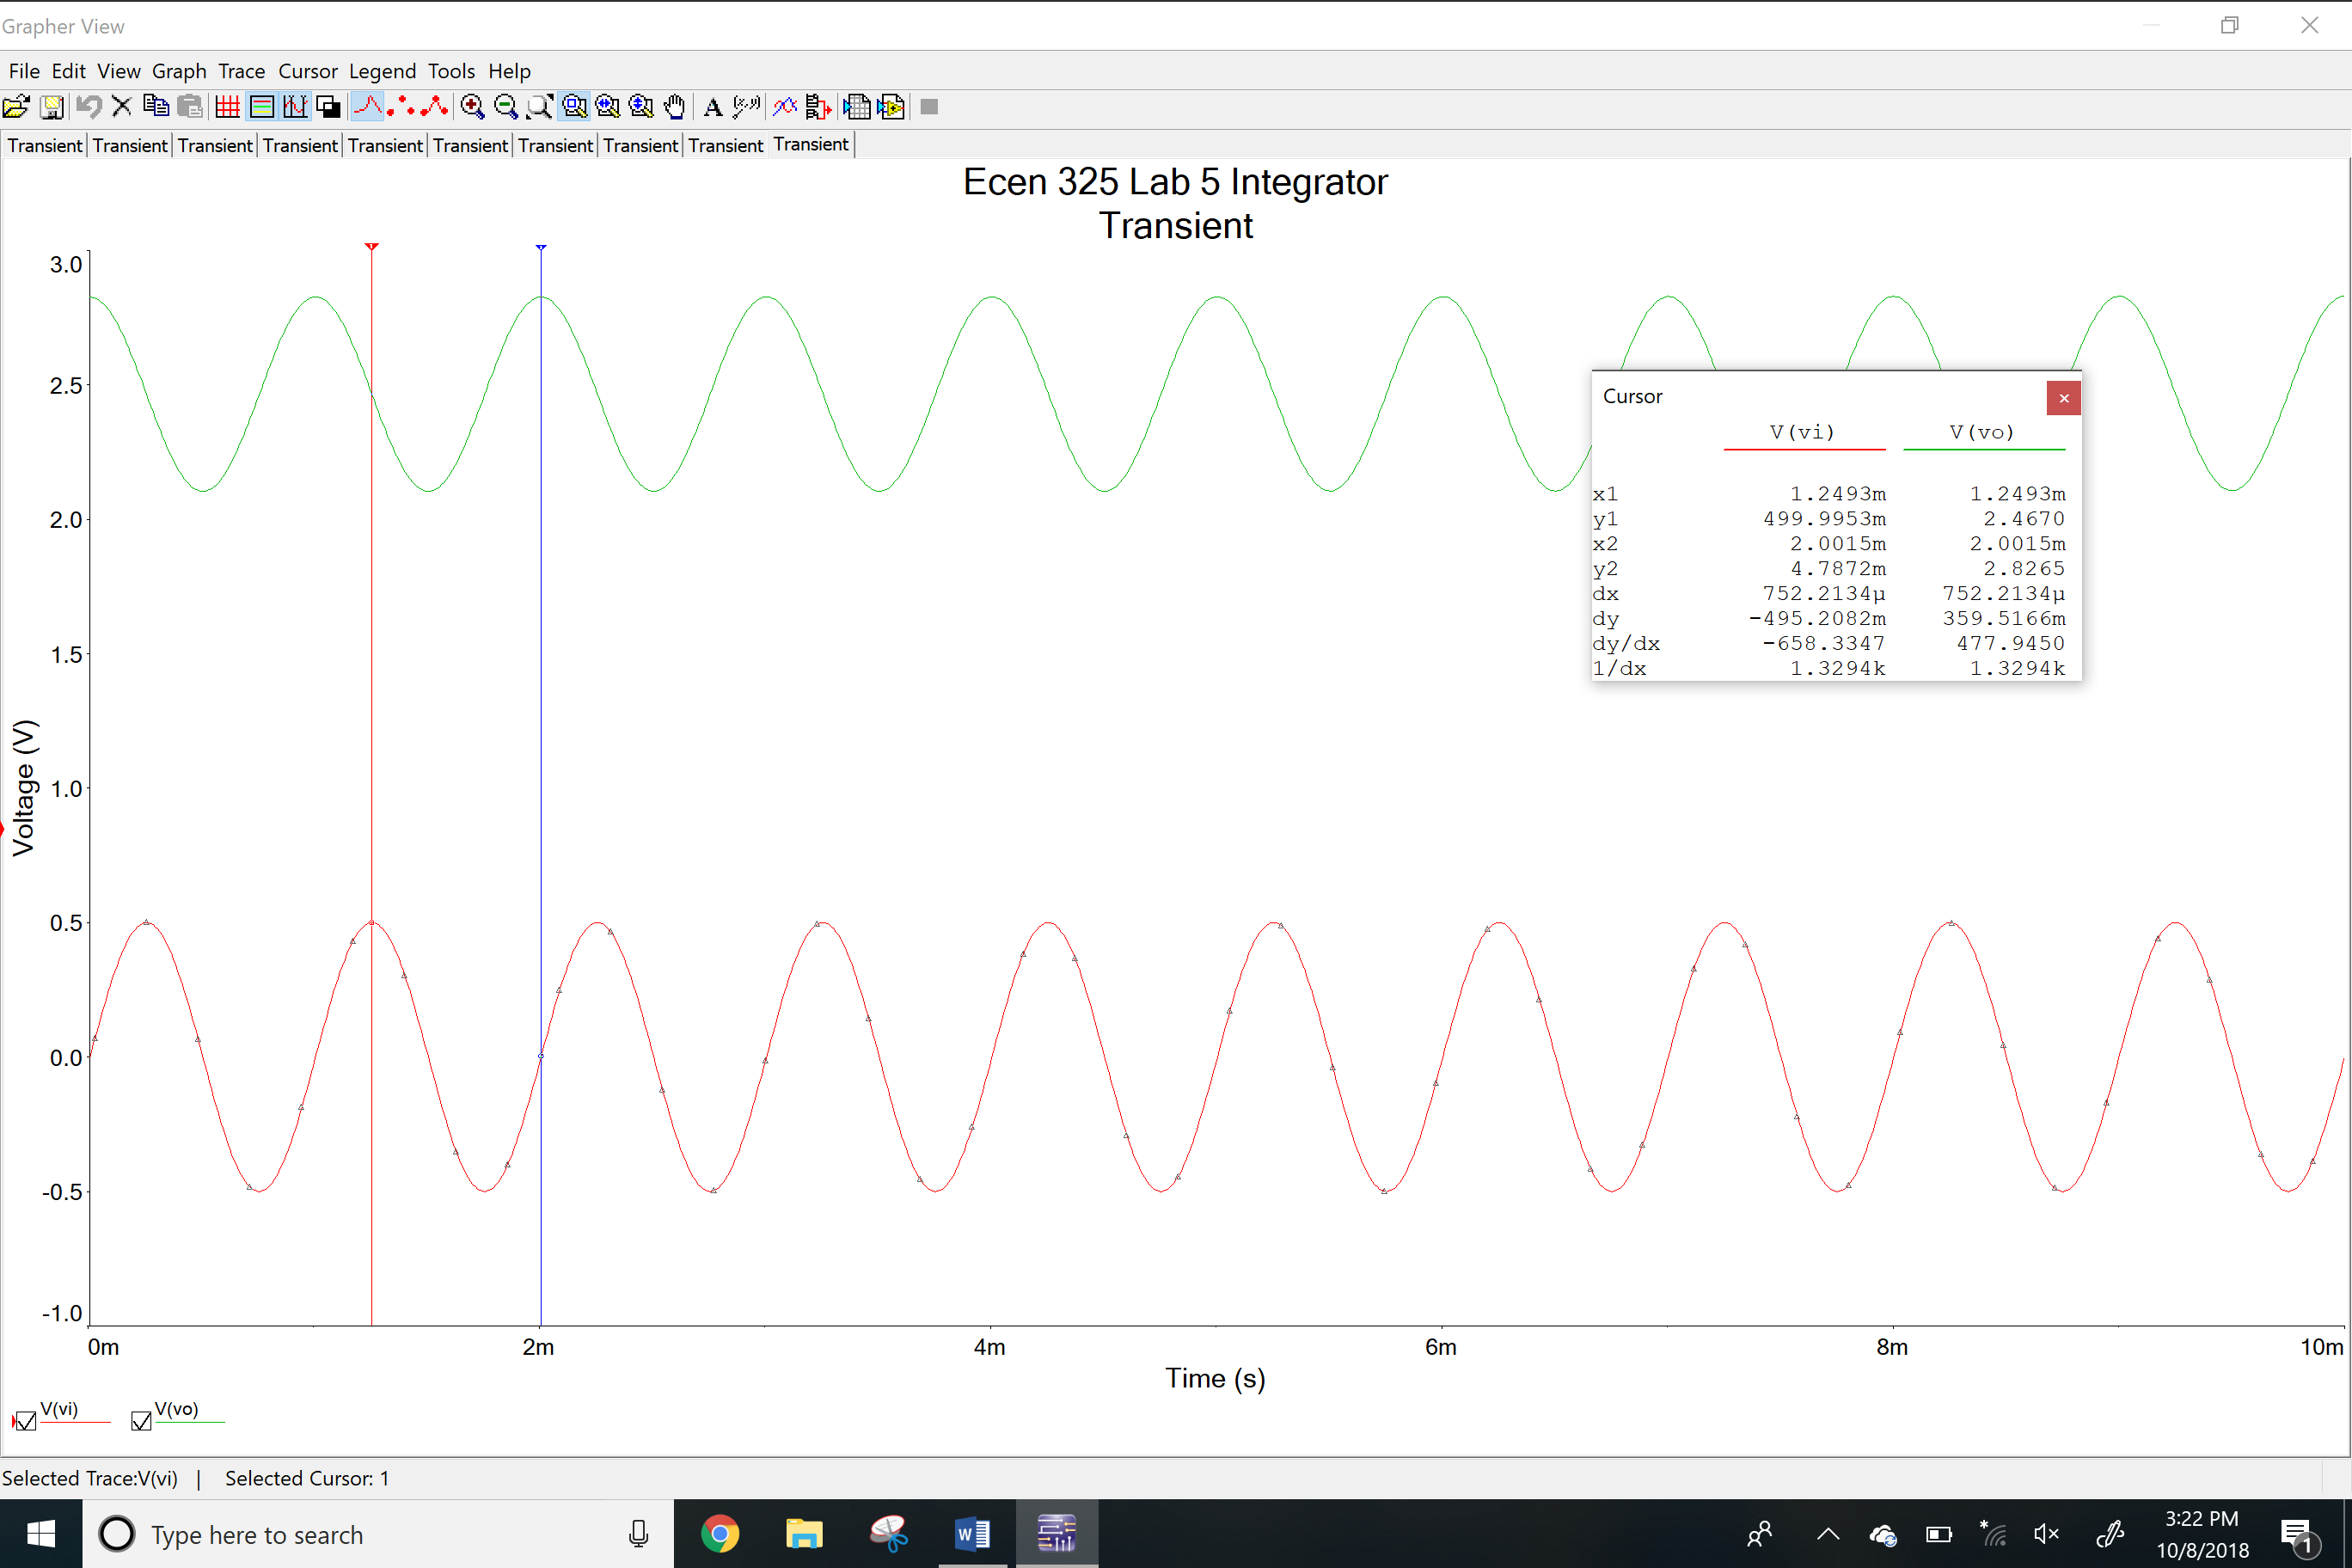 Grapher View
File Edit View Graph Trace Cursor Legend Tools Help
A (x,y)
Transient Transient Transient Transient Transient Transient Transient Transient Transient Transient
Ecen 325 Lab 5 Integrator
Transient
3.0
2.5
2.0
1.5
1.0
0.5
0.0
-0.5
-1.0
Voltage (V)
Cursor
V(vi) V(vo)
x1 1.2493m 1.2493m
y1 499.9953m 2.4670
x2 2.0015m 2.0015m
y2 4.7872m 2.8265
dx 752.2134µ 752.2134µ
dy -495.2082m 359.5166m
dy/dx -658.3347 477.9450
1/dx 1.3294k 1.3294k
0m 2m 4m 6m 8m 10m
Time (s)
V(vi) V(vo)
Selected Trace:V(vi) | Selected Cursor: 1
Type here to search
W
3:22 PM
10/8/2018
1